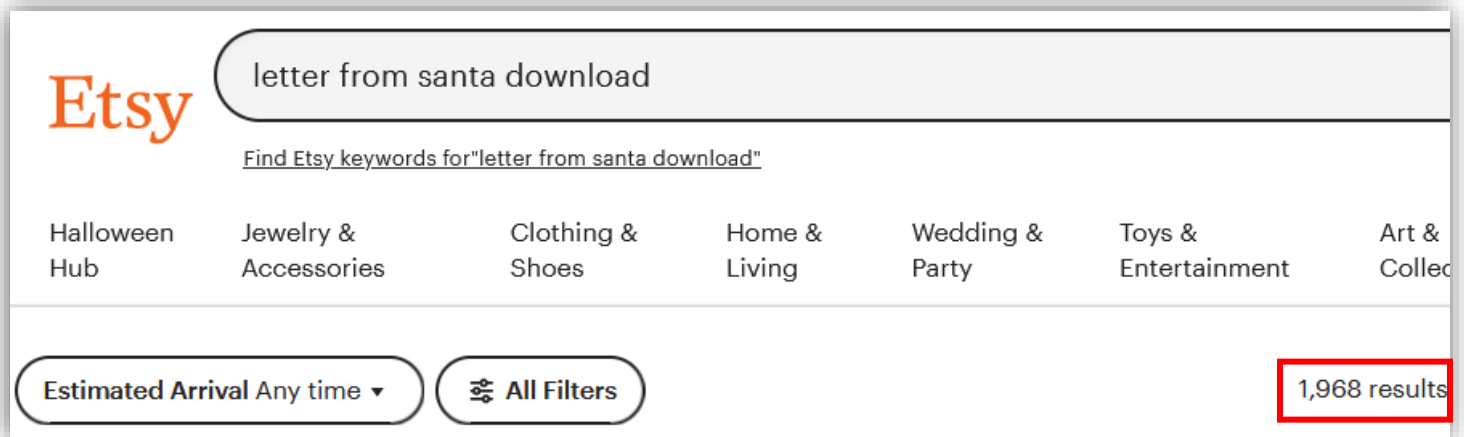 Etsy
letter from santa download
Find Etsy keywords for"letter from santa download"
Halloween Hub
Jewelry & Accessories
Clothing & Shoes
Home & Living
Wedding & Party
Toys & Entertainment
Art &
Collec
Estimated Arrival Any time
All Filters
1,968 results